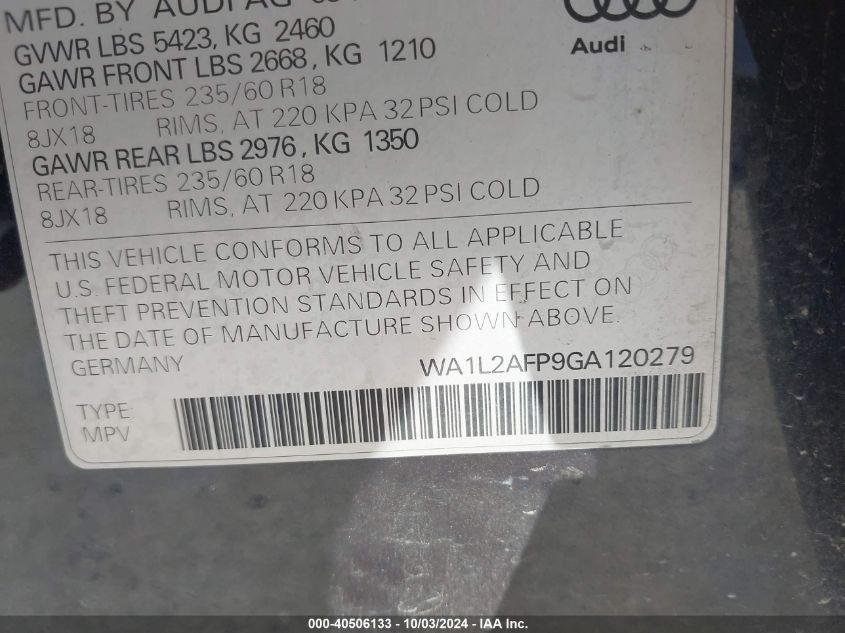 MFD. BY AUDI AG
Audi
GVWR LBS 5423, KG 2460
GAWR FRONT LBS 2668, KG 1210
FRONT-TIRES 235/60 R18
8JX18 RIMS, AT 220 KPA 32 PSI COLD
GAWR REAR LBS 2976, KG 1350
REAR-TIRES 235/60 R18
8JX18 RIMS, AT 220 KPA 32 PSI COLD
THIS VEHICLE CONFORMS TO ALL APPLICABLE
U.S. FEDERAL MOTOR VEHICLE SAFETY AND
THEFT PREVENTION STANDARDS IN EFFECT ON
THE DATE OF MANUFACTURE SHOWN ABOVE.
GERMANY WA1L2AFP9GA120279
TYPE:
MPV
000-40506133 - 10/03/2024 - IAA Inc.